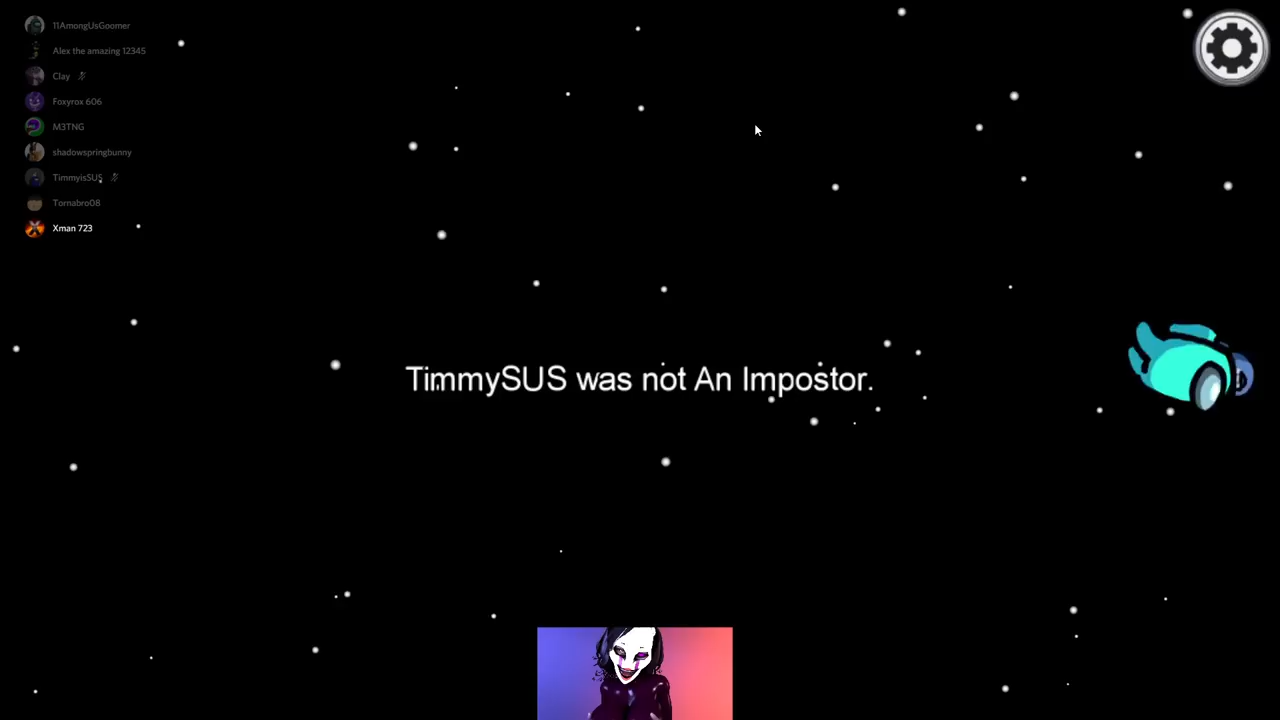 11AmongUsGoomer
Alex the amazing 12345
Clay
Foxyrox 606
M3TNG
shadowspringbunny
TimmyisSUS
Tornabro08
Xman 723
TimmySUS was not An Impostor.